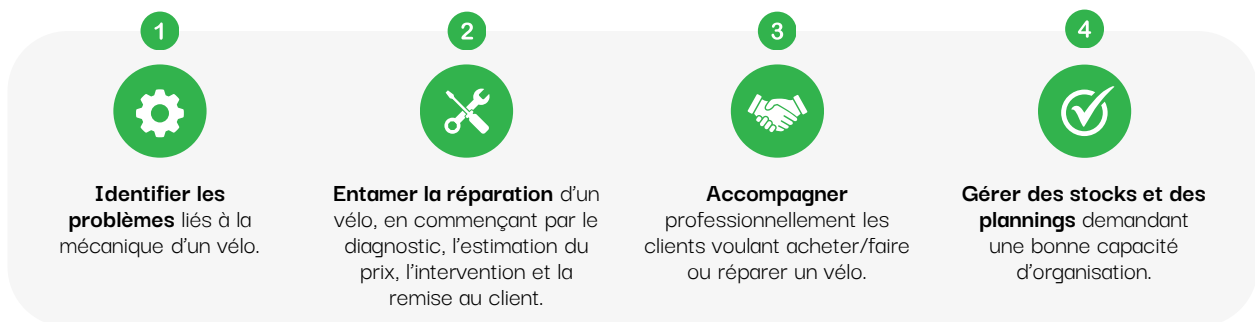 1
Identifier les
problèmes liés à la
mécanique d'un vélo.
2
Entamer la réparation d'un
vélo, en commençant par le
diagnostic, l'estimation du
prix, l'intervention et la
remise au client.
3
Accompagner
professionnellement les
clients voulant acheter/faire
ou réparer un vélo.
4
Gérer des stocks et des
plannings demandant
une bonne capacité
d'organisation.